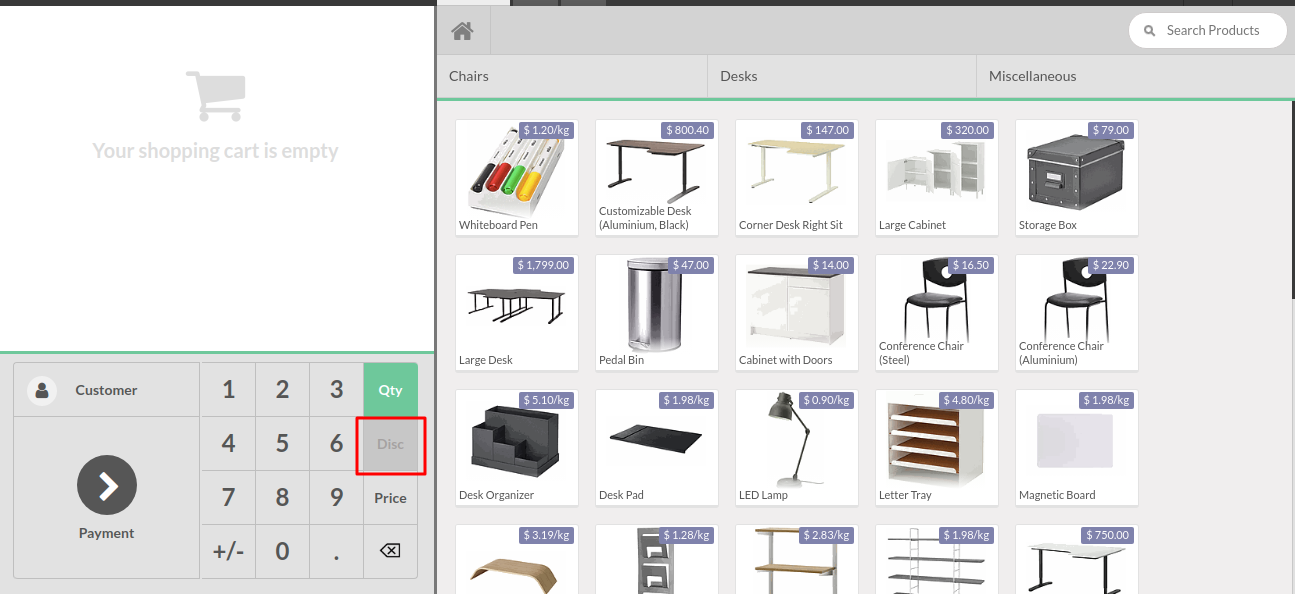 Search Products
Your shopping cart is empty
Chairs
Desks
Miscellaneous
$ 1.20/kg
Whiteboard Pen
$ 800.40
Customizable Desk
(Aluminium, Black)
$ 147.00
Corner Desk Right Sit
$ 320.00
Large Cabinet
$ 79.00
Storage Box
$ 1,799.00
Large Desk
$ 47.00
Pedal Bin
$ 14.00
Cabinet with Doors
$ 16.50
Conference Chair
(Steel)
$ 22.90
Conference Chair
(Aluminium)
$ 5.10/kg
Desk Organizer
$ 1.98/kg
Desk Pad
$ 0.90/kg
LED Lamp
$ 4.80/kg
Letter Tray
$ 1.98/kg
Magnetic Board
$ 3.19/kg
$ 1.28/kg
$ 2.83/kg
$ 1.98/kg
$ 750.00
Customer
Payment
1 2 3 Qty
4 5 6 Disc
7 8 9 Price
+/- 0 .